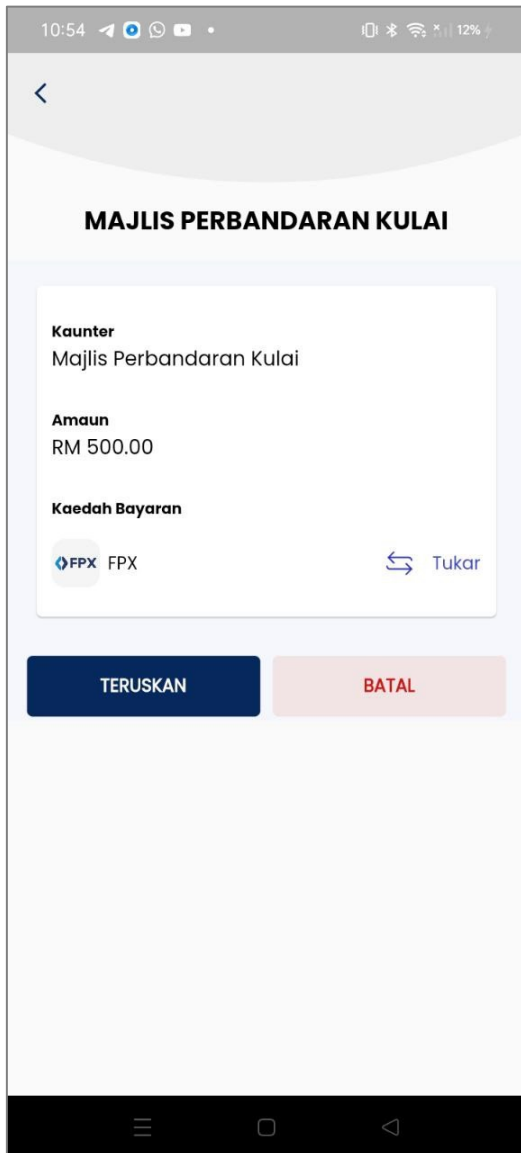 10:54
12%
MAJLIS PERBANDARAN KULAI
Kaunter
Majlis Perbandaran Kulai
Amaun
RM 500.00
Kaedah Bayaran
FPX FPX Tukar
TERUSKAN BATAL